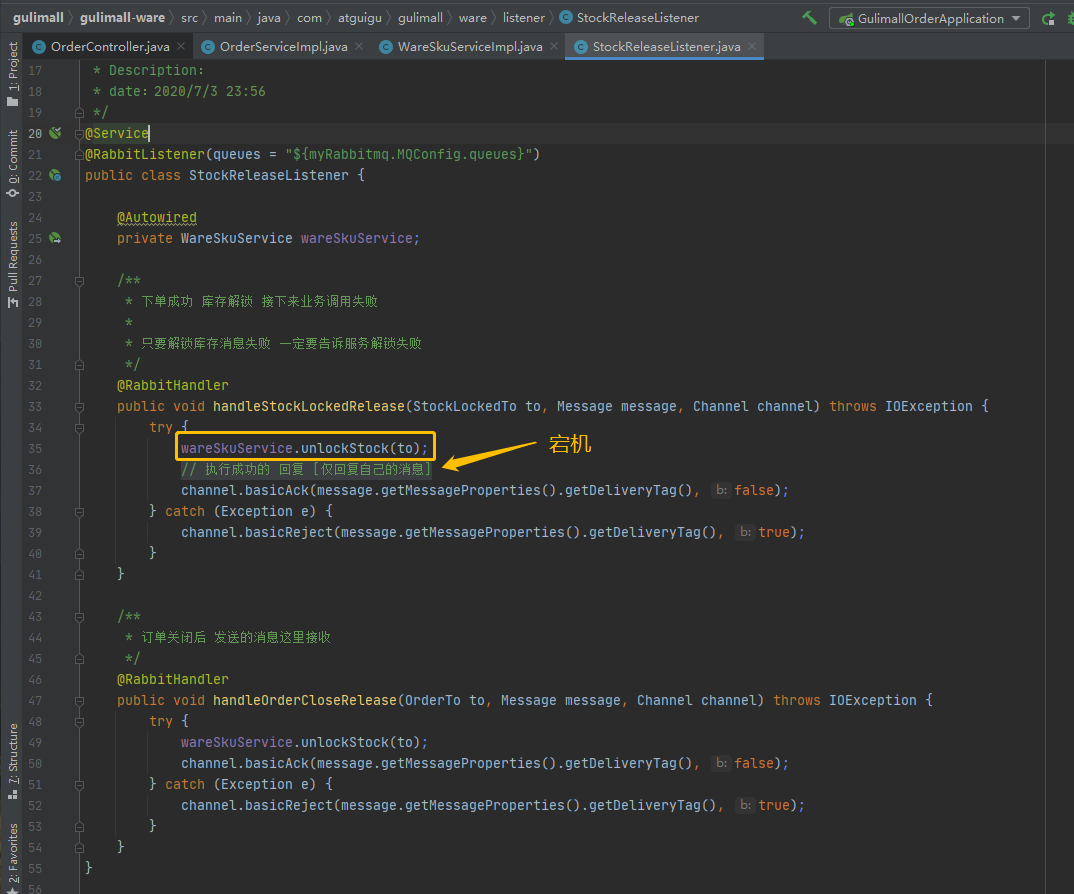 gulimall gulimall-ware src main java com atguigu gulimall ware listener StockReleaseListener GulimallOrderApplication
OrderController.java OrderServiceImpl.java WareSkuServiceImpl.java StockReleaseListener.java
1: Project
0: Commit
Pull Requests
7: Structure
2: Favorites
17 * Description:
18 * date: 2020/7/3 23:56
19 */
20 @Service
21 @RabbitListener(queues = "${myRabbitmq.MQConfig.queues}")
22 public class StockReleaseListener {
23
24 @Autowired
25 private WareSkuService wareSkuService;
26
27 /**
28 * 下单成功 库存解锁 接下来业务调用失败
29 *
30 * 只要解锁库存消息失败 一定要告诉服务解锁失败
31 */
32 @RabbitHandler
33 public void handleStockLockedRelease(StockLockedTo to, Message message, Channel channel) throws IOException {
34 try {
35 wareSkuService.unlockStock(to);
宕机
36 // 执行成功的 回复 [仅回复自己的消息]
37 channel.basicAck(message.getMessageProperties().getDeliveryTag(), b: false);
38 } catch (Exception e) {
39 channel.basicReject(message.getMessageProperties().getDeliveryTag(), b: true);
40 }
41 }
42
43 /**
44 * 订单关闭后 发送的消息这里接收
45 */
46 @RabbitHandler
47 public void handleOrderCloseRelease(OrderTo to, Message message, Channel channel) throws IOException {
48 try {
49 wareSkuService.unlockStock(to);
50 channel.basicAck(message.getMessageProperties().getDeliveryTag(), b: false);
51 } catch (Exception e) {
52 channel.basicReject(message.getMessageProperties().getDeliveryTag(), b: true);
53 }
54 }
55 }
56